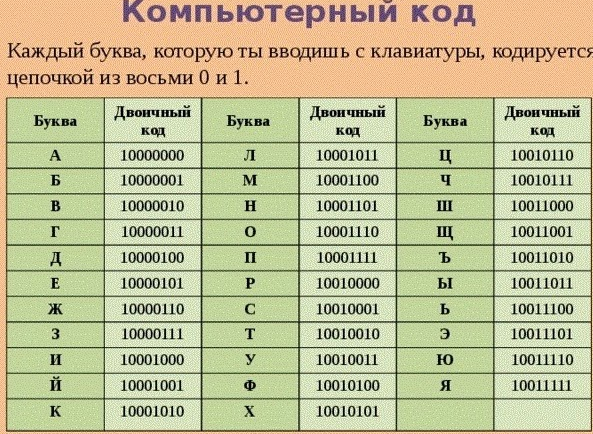 Компьютерный код
Каждый буква, которую ты вводишь с клавиатуры, кодируется
цепочкой из восьми 0 и 1.
Буква Двоичный код Буква Двоичный код Буква Двоичный код
А 10000000 Л 10001011 Ц 10010110
Б 10000001 М 10001100 Ч 10010111
В 10000010 Н 10001101 Ш 10011000
Г 10000011 О 10001110 Щ 10011001
Д 10000100 П 10001111 Ъ 10011010
Е 10000101 Р 10010000 Ы 10011011
Ж 10000110 С 10010001 Ь 10011100
З 10000111 Т 10010010 Э 10011101
И 10001000 У 10010011 Ю 10011110
Й 10001001 Ф 10010100 Я 10011111
К 10001010 Х 10010101